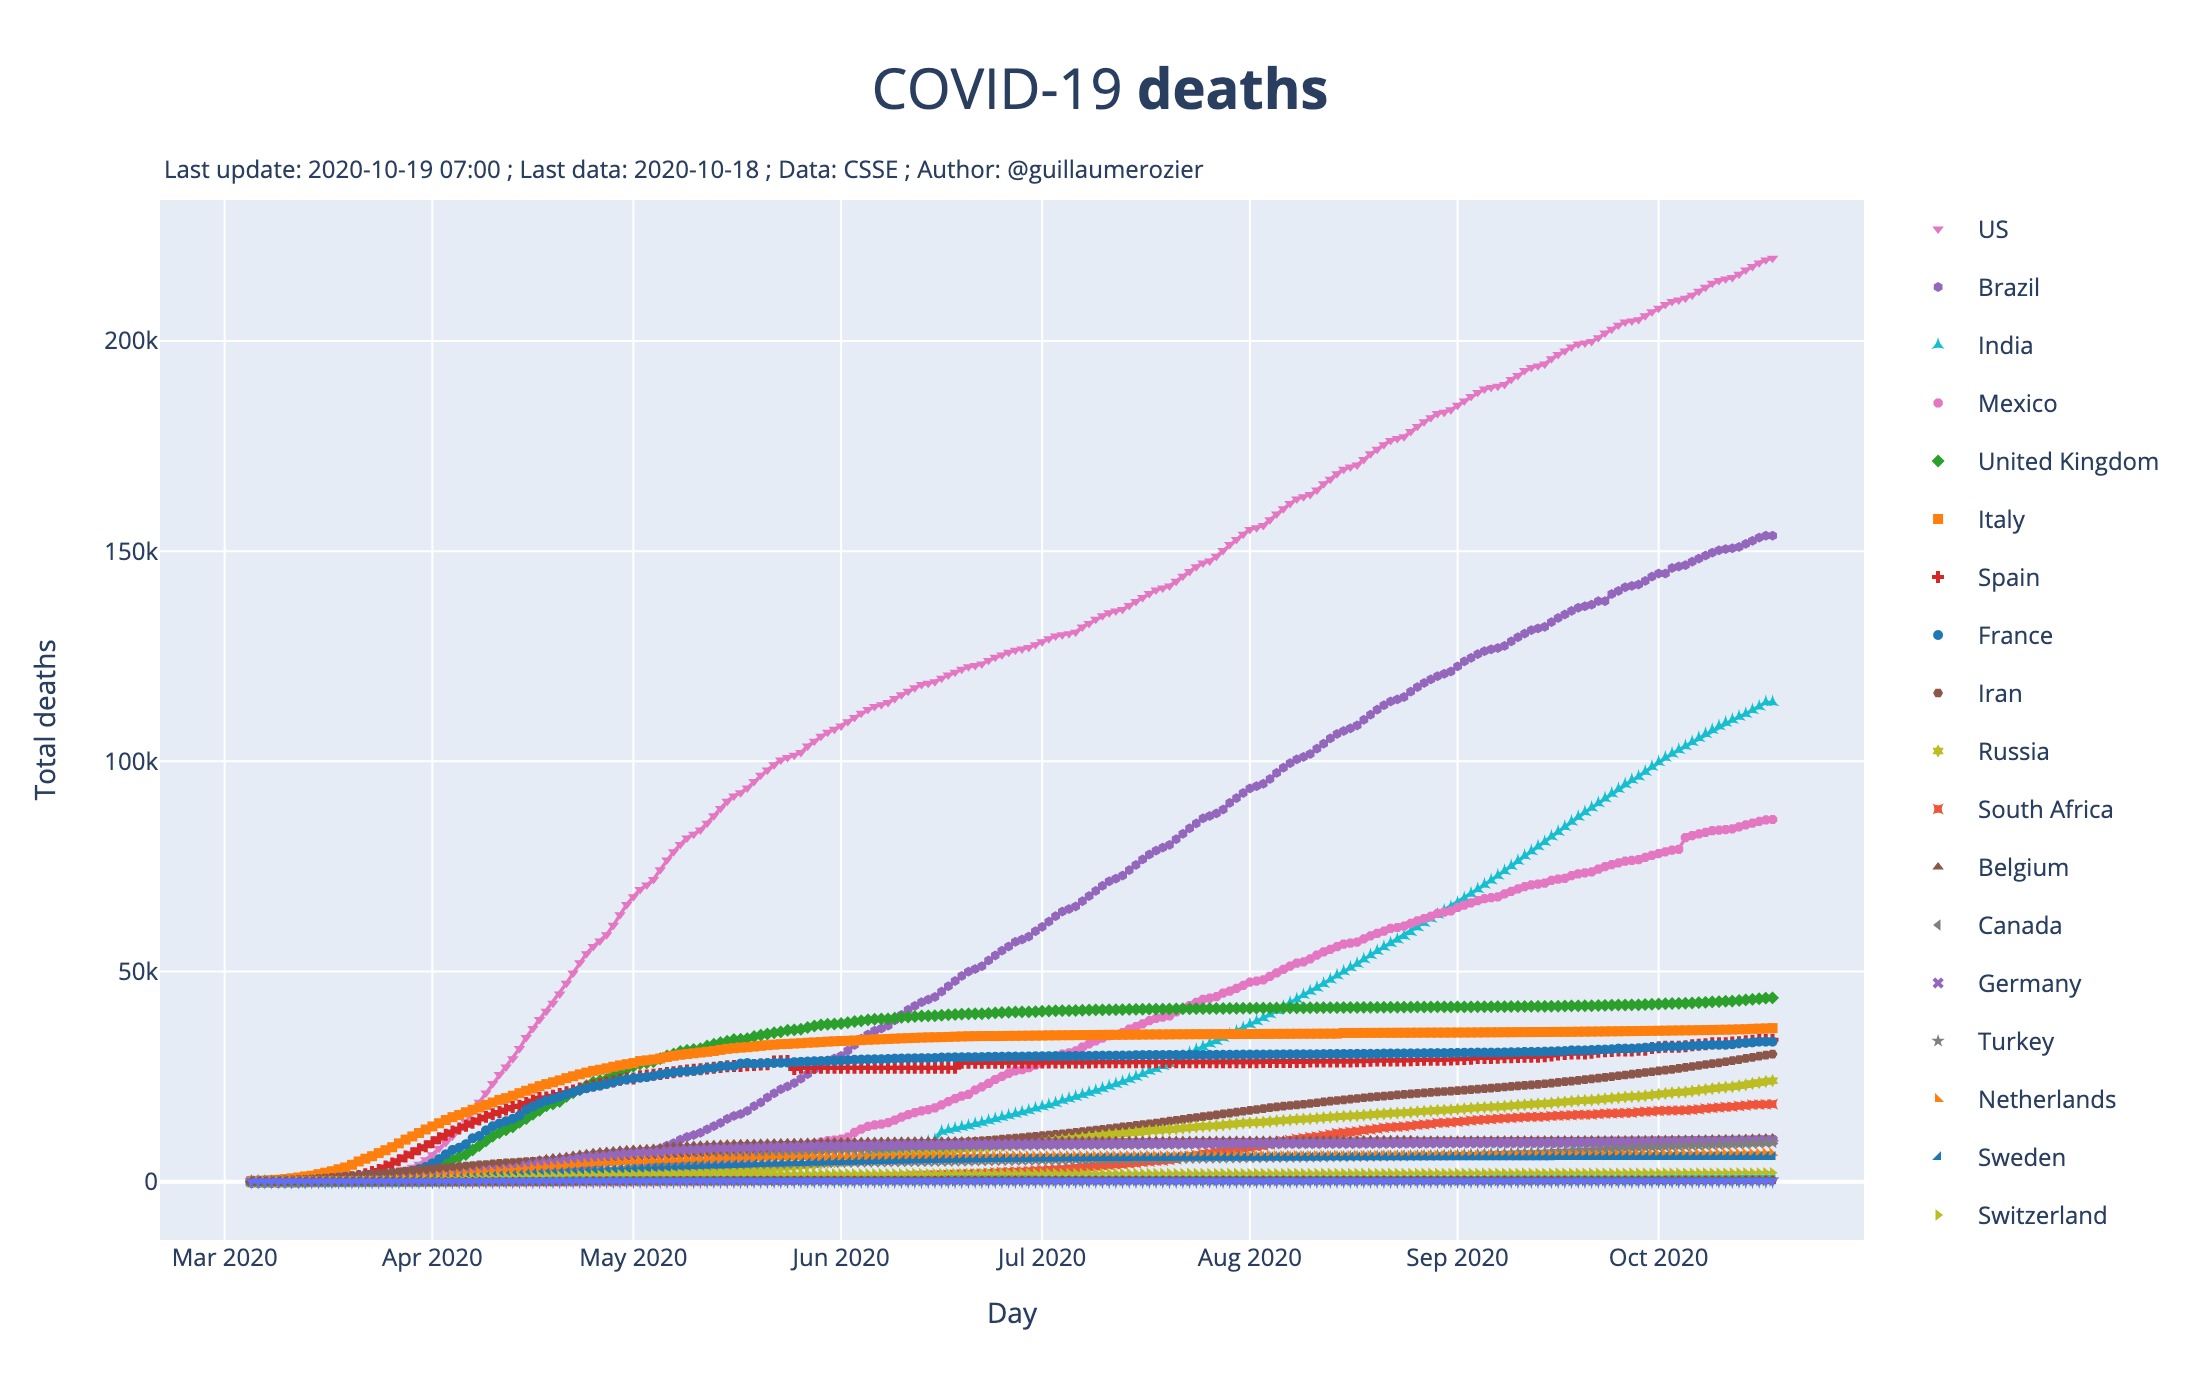 COVID-19 deaths
Last update: 2020-10-19 07:00 ; Last data: 2020-10-18 ; Data: CSSE ; Author: @guillaumerozier
Total deaths
200k
150k
100k
50k
0
Mar 2020
Apr 2020
May 2020
Jun 2020
Jul 2020
Aug 2020
Sep 2020
Oct 2020
Day
US
Brazil
India
Mexico
United Kingdom
Italy
Spain
France
Iran
Russia
South Africa
Belgium
Canada
Germany
Turkey
Netherlands
Sweden
Switzerland